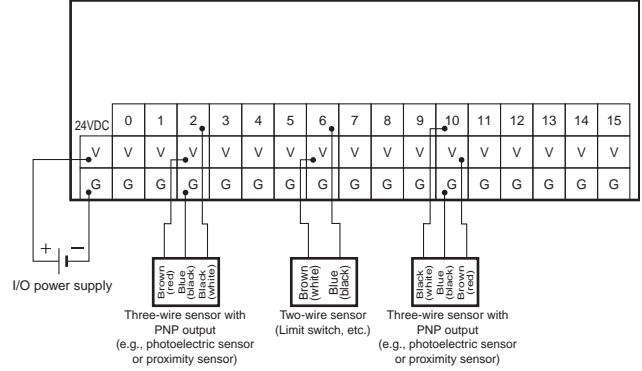 24VDC 0 1 2 3 4 5 6 7 8 9 10 11 12 13 14 15
V V V V V V V V V V V V V V V V V
G G G G G G G G G G G G G G G G G
+ −
I/O power supply
Brown (red)
Blue (black)
Black (white)
Brown (white)
Blue (black)
Black (white)
Blue (black)
Brown (red)
Three-wire sensor with
PNP output
(e.g., photoelectric sensor
or proximity sensor)
Two-wire sensor
(Limit switch, etc.)
Three-wire sensor with
PNP output
(e.g., photoelectric sensor
or proximity sensor)